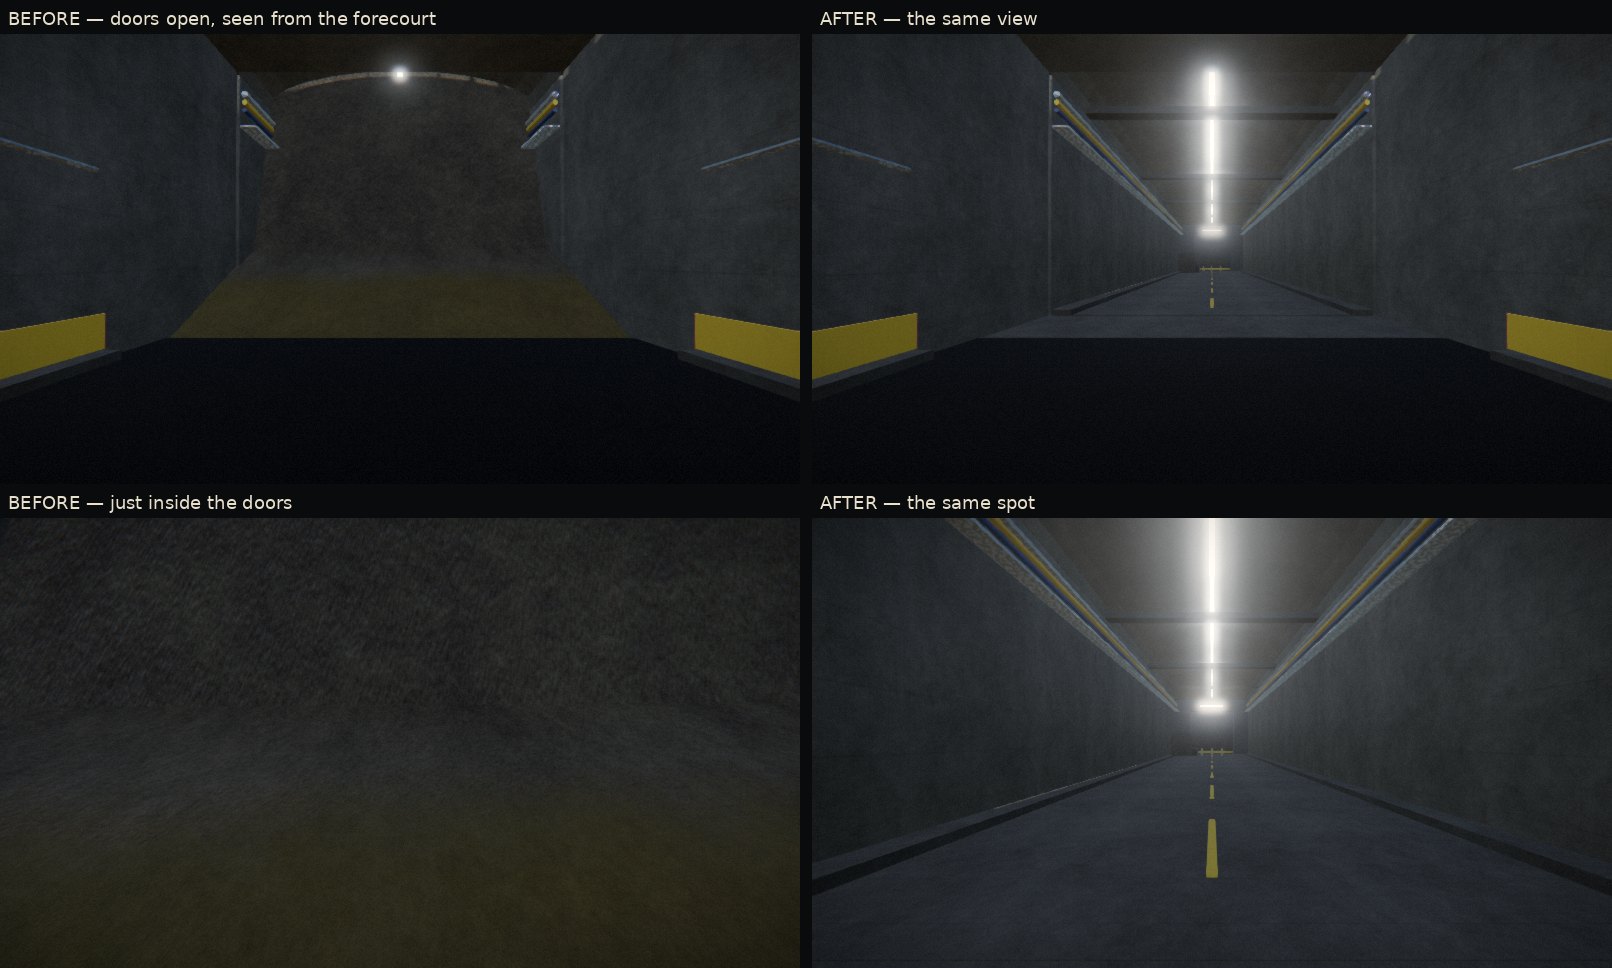 BEFORE — doors open, seen from the forecourt
AFTER — the same view
BEFORE — just inside the doors
AFTER — the same spot